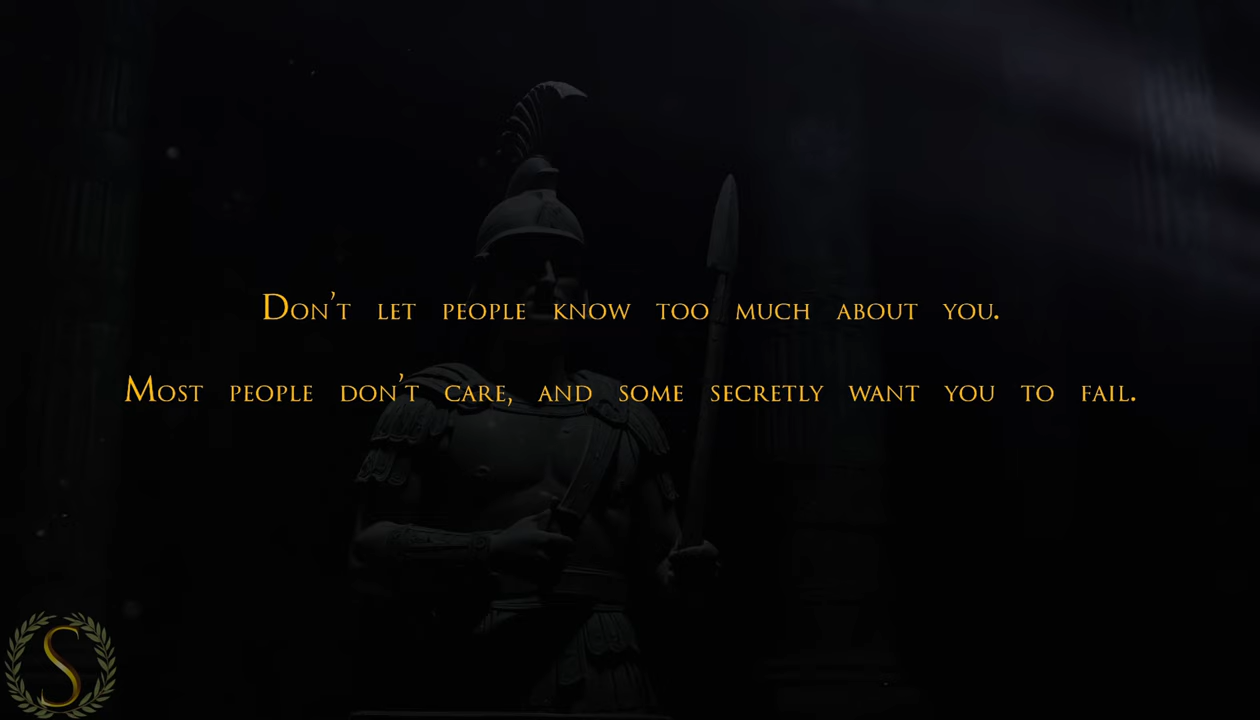 Don't let people know too much about you.
Most people don't care, and some secretly want you to fail.
S